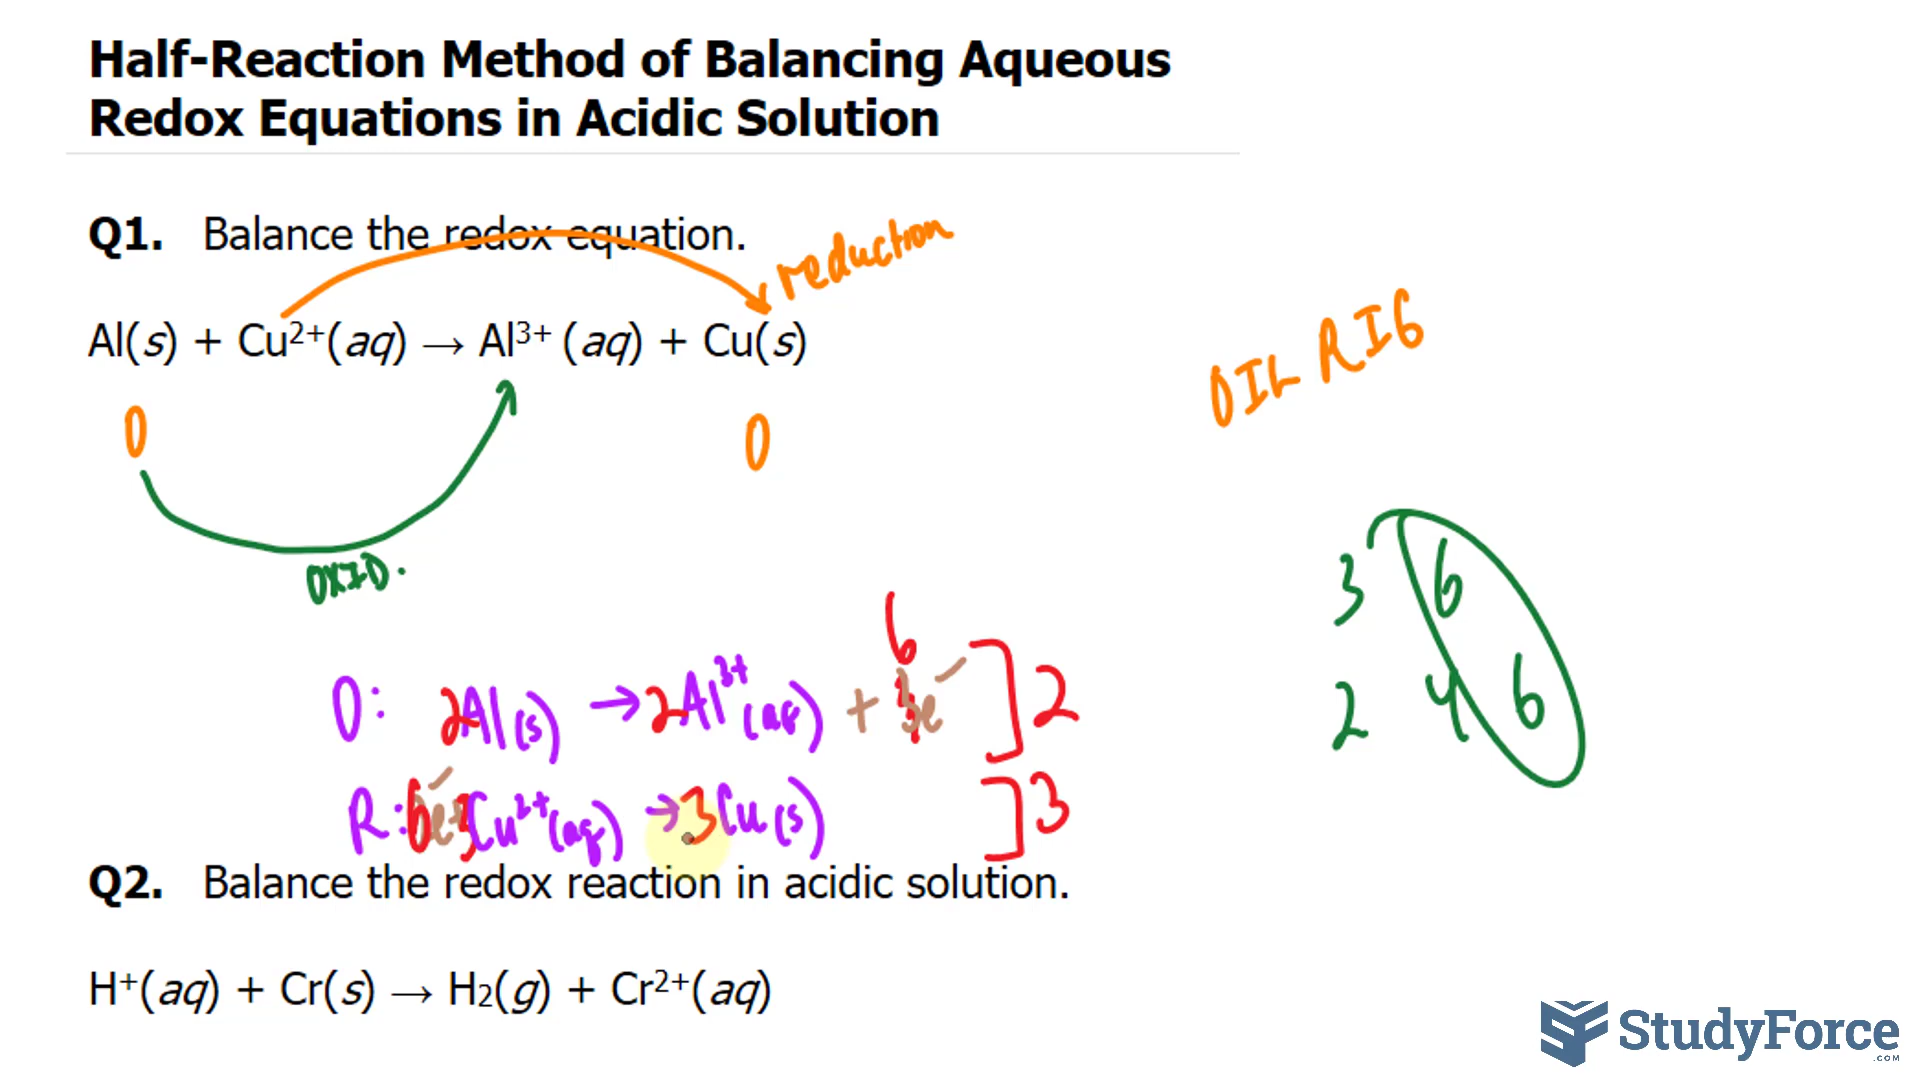 Half-Reaction Method of Balancing Aqueous
Redox Equations in Acidic Solution
Q1. Balance the redox equation.
reduction
Al(s) + Cu²⁺(aq) → Al³⁺ (aq) + Cu(s)
OIL RIG
0 0
OXID.
3 6
2 4 6
6
O: 2Al(s) → 2Al³⁺(aq) + e⁻ ] 2
R: 6e⁻ + 3Cu²⁺(aq) → 3Cu(s) ] 3
Q2. Balance the redox reaction in acidic solution.
H⁺(aq) + Cr(s) → H₂(g) + Cr²⁺(aq)
StudyForce
.COM